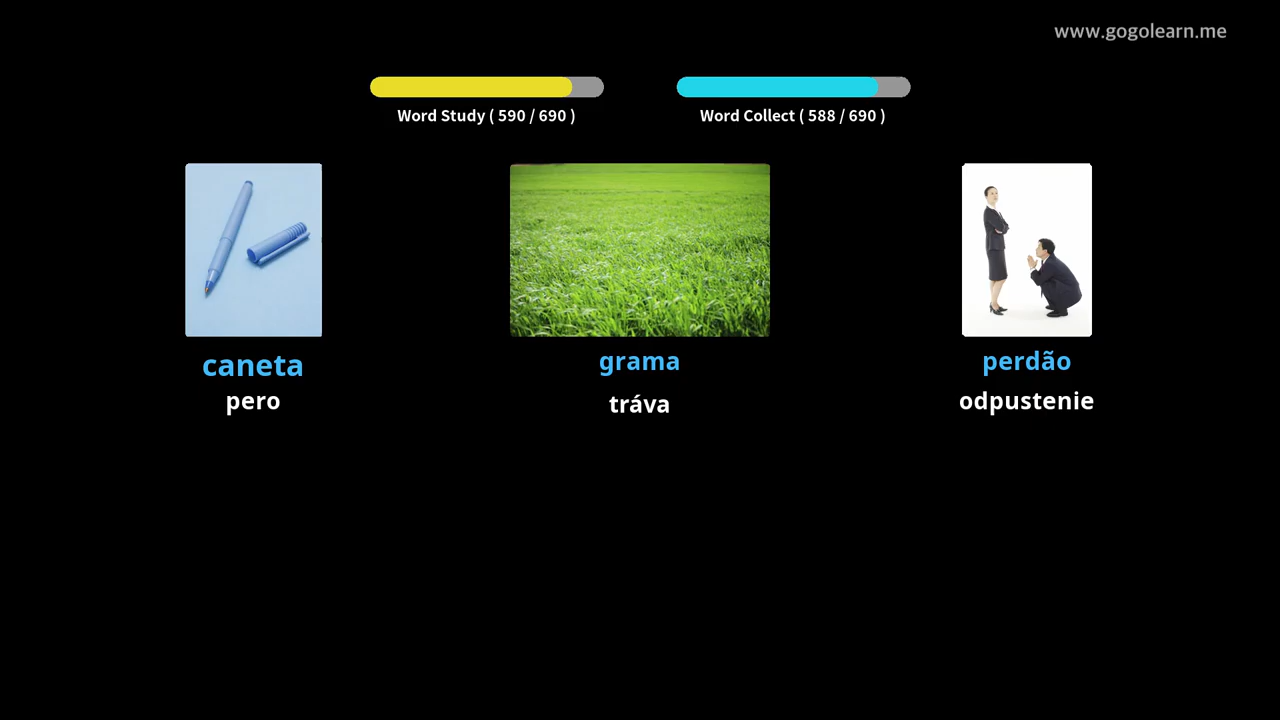 www.gogolearn.me
Word Study ( 590 / 690 )
Word Collect ( 588 / 690 )
caneta
pero
grama
tráva
perdão
odpustenie